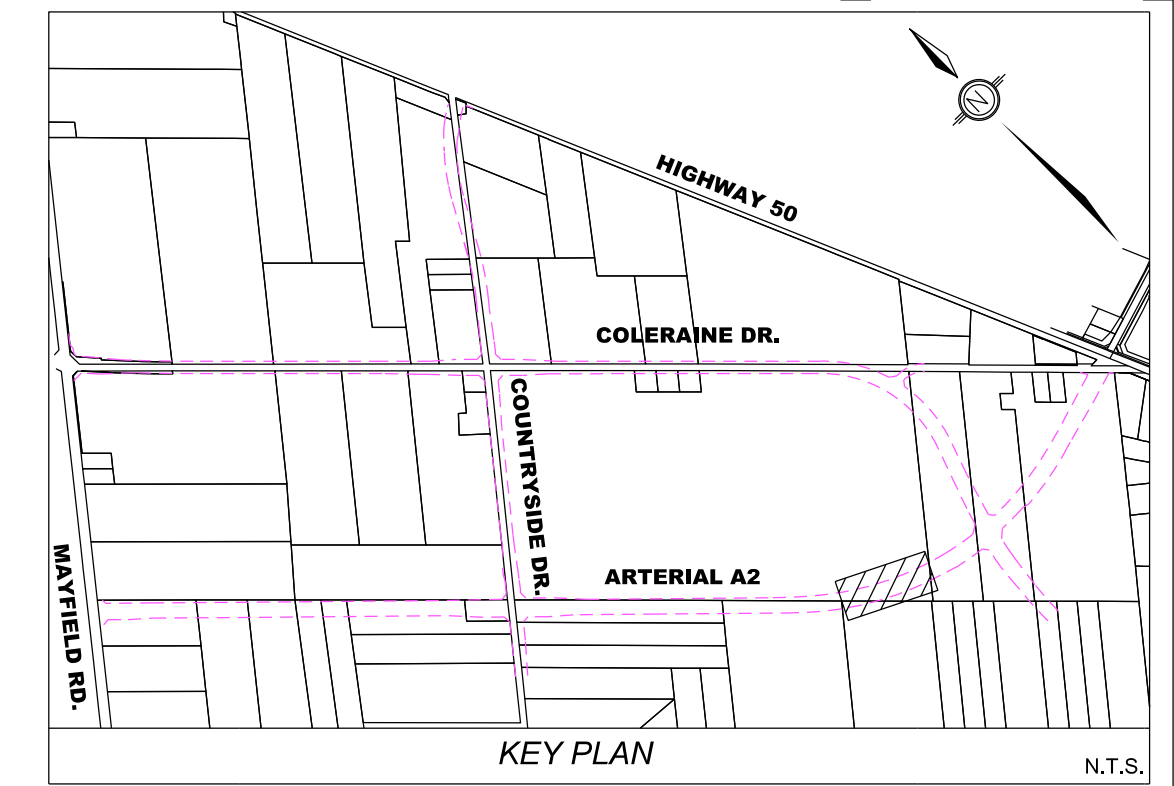 N
HIGHWAY 50
COLERAINE DR.
COUNTRYSIDE DR.
MAYFIELD RD.
ARTERIAL A2
KEY PLAN
N.T.S.